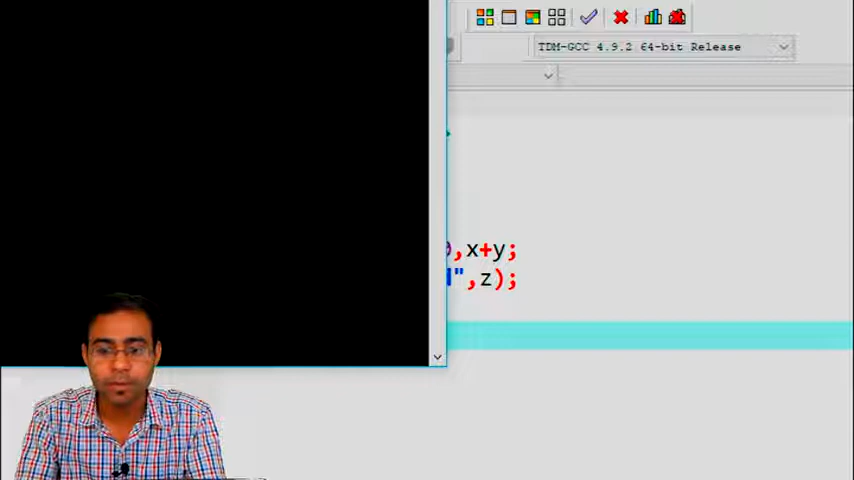 TDM-GCC 4.9.2 64-bit Release
,x+y;
",z);